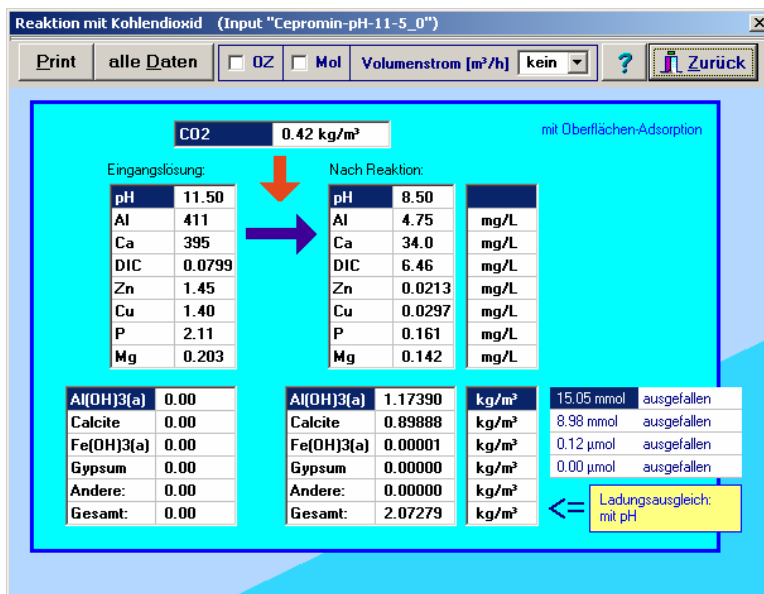 Reaktion mit Kohlendioxid (Input "Cepromin-pH-11-5_0")
Print alle Daten OZ Mol Volumenstrom [m³/h] kein ? Zurück
CO2 0.42 kg/m³ mit Oberflächen-Adsorption
Eingangslösung: Nach Reaktion:
pH 11.50 pH 8.50
Al 411 Al 4.75 mg/L
Ca 395 Ca 34.0 mg/L
DIC 0.0799 DIC 6.46 mg/L
Zn 1.45 Zn 0.0213 mg/L
Cu 1.40 Cu 0.0297 mg/L
P 2.11 P 0.161 mg/L
Mg 0.203 Mg 0.142 mg/L
Al(OH)3(a) 0.00 Al(OH)3(a) 1.17390 kg/m³ 15.05 mmol ausgefallen
Calcite 0.00 Calcite 0.89888 kg/m³ 8.98 mmol ausgefallen
Fe(OH)3(a) 0.00 Fe(OH)3(a) 0.00001 kg/m³ 0.12 µmol ausgefallen
Gypsum 0.00 Gypsum 0.00000 kg/m³ 0.00 µmol ausgefallen
Andere: 0.00 Andere: 0.00000 kg/m³
Gesamt: 0.00 Gesamt: 2.07279 kg/m³
<= Ladungsausgleich:
mit pH